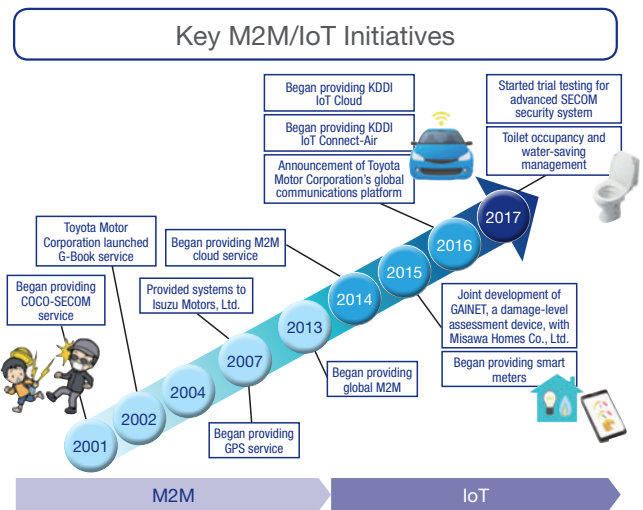 Key M2M/IoT Initiatives
Began providing KDDI
IoT Cloud
Began providing KDDI
IoT Connect-Air
Announcement of Toyota
Motor Corporation's global
communications platform
Started trial testing for
advanced SECOM
security system
Toilet occupancy and
water-saving
management
Toyota Motor
Corporation launched
G-Book service
Began providing M2M
cloud service
Began providing
COCO-SECOM
service
Provided systems to
Isuzu Motors, Ltd.
2017
2016
2015
2014
2013
2007
2004
2002
2001
Joint development of
GAINET, a damage-level
assessment device, with
Misawa Homes Co., Ltd.
Began providing smart
meters
Began providing
global M2M
Began providing
GPS service
M2M
IoT